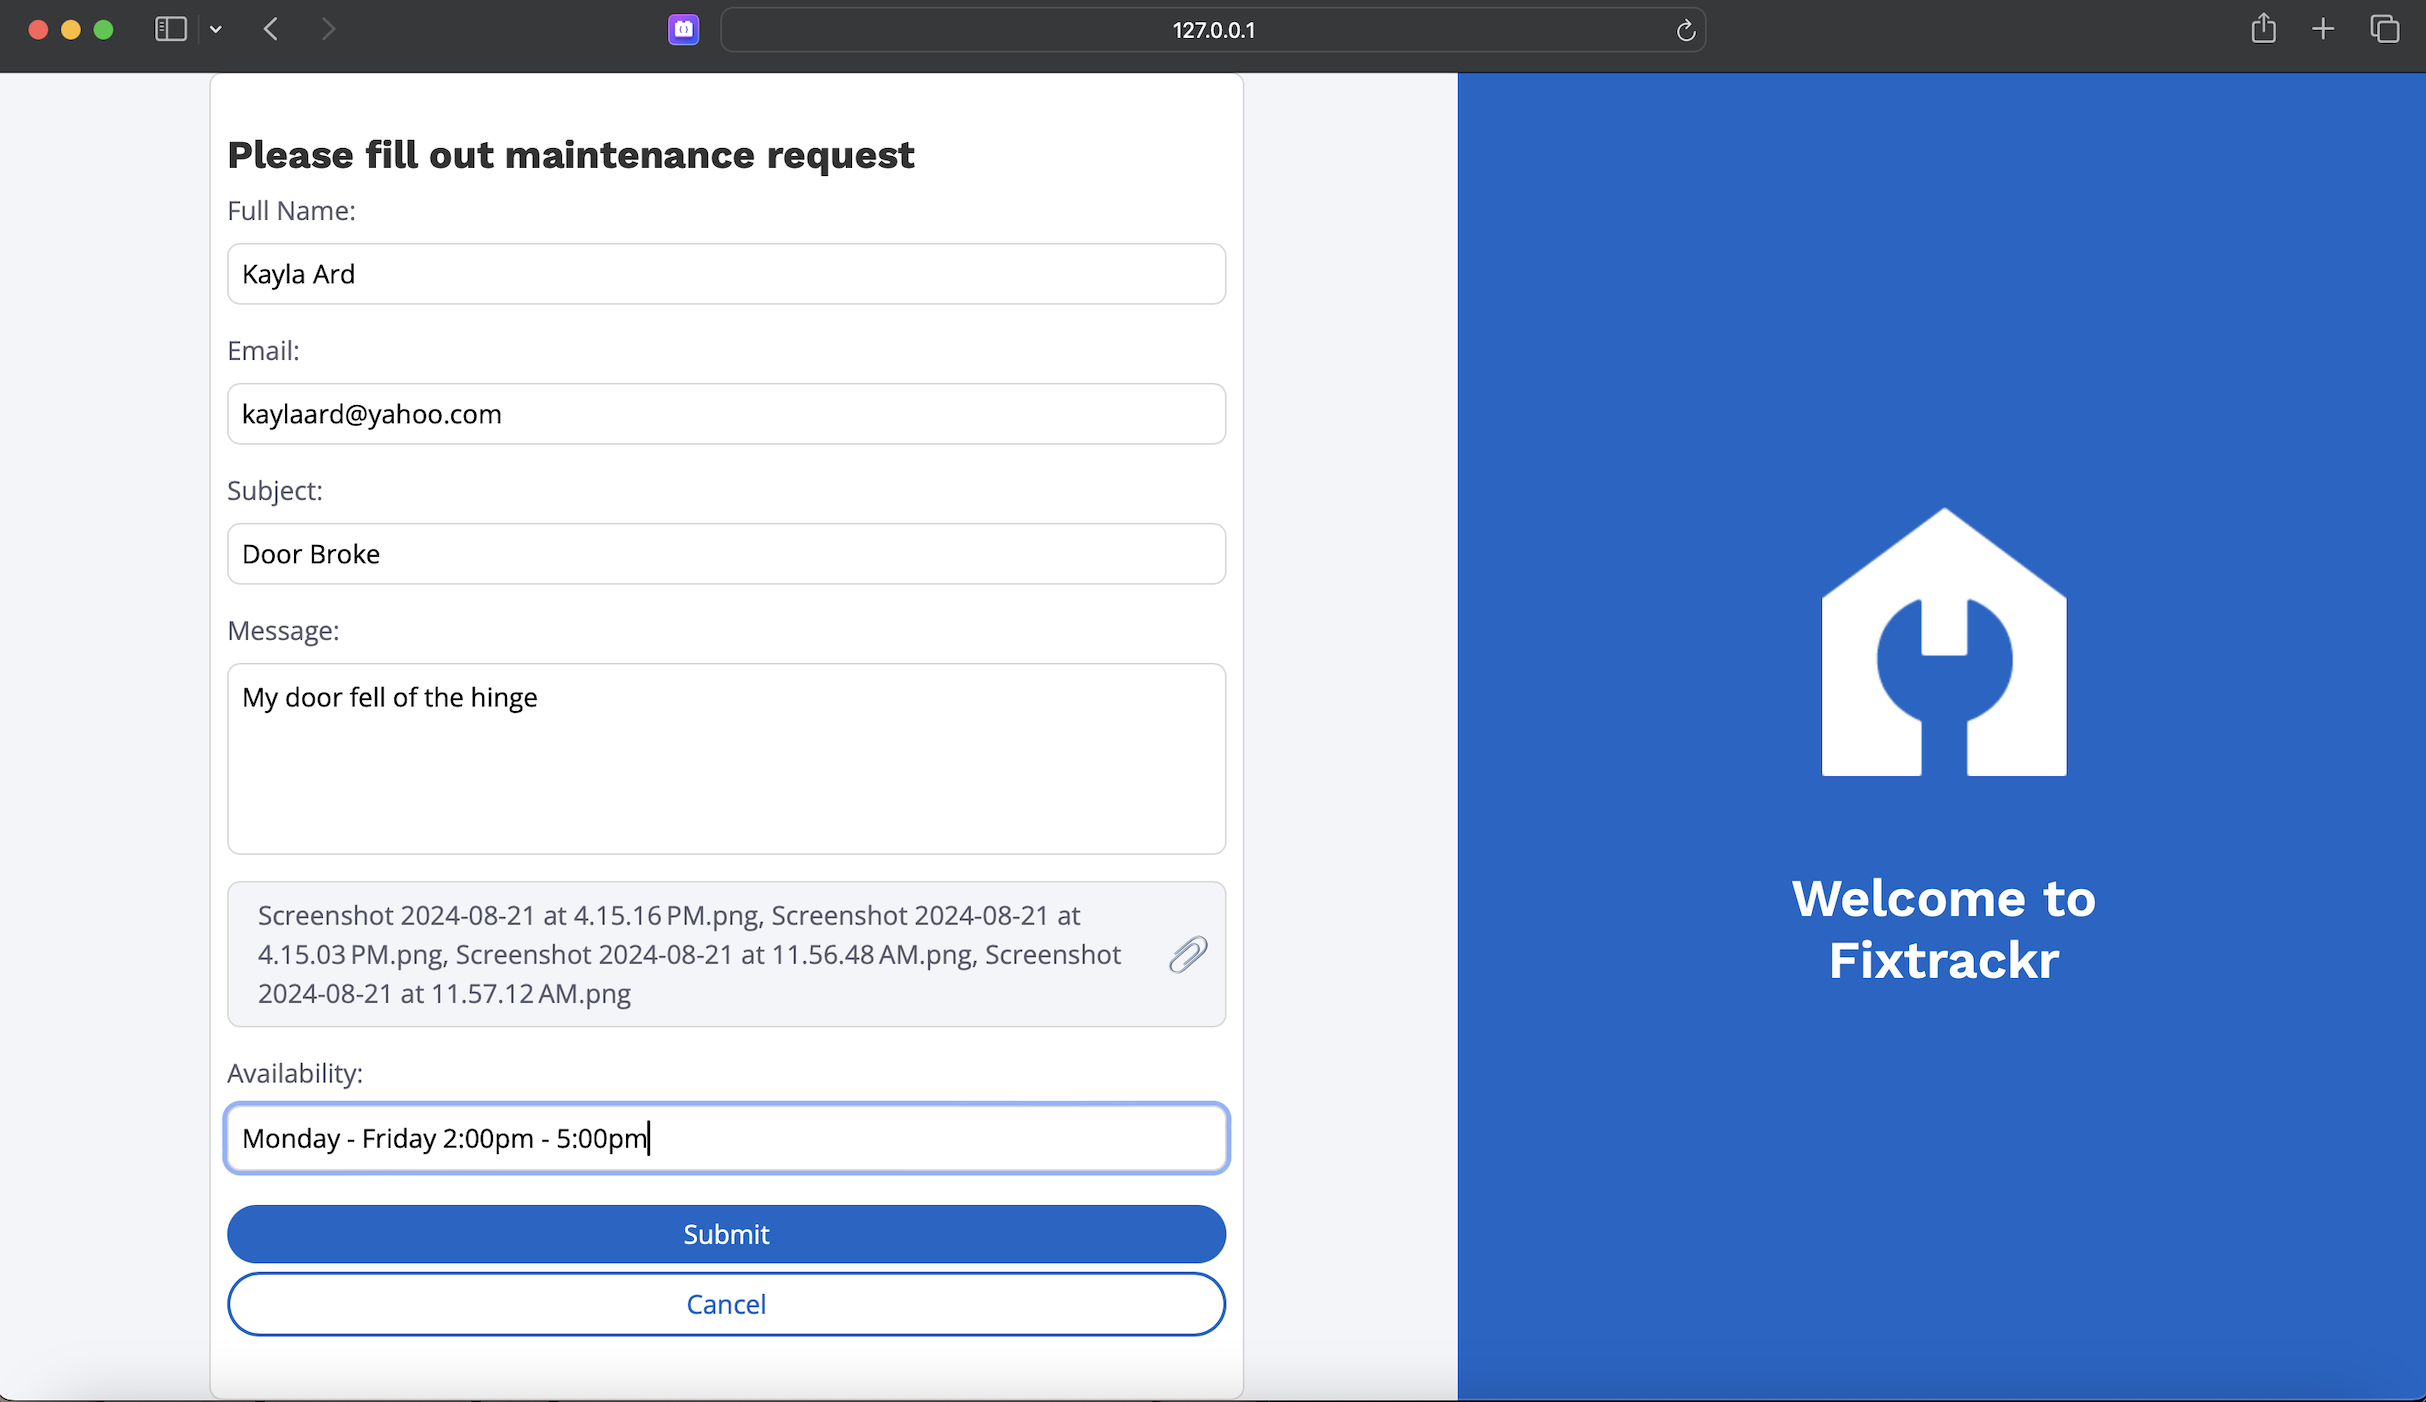 127.0.0.1
Please fill out maintenance request
Full Name:
Kayla Ard
Email:
kaylaard@yahoo.com
Subject:
Door Broke
Message:
My door fell of the hinge
Screenshot 2024-08-21 at 4.15.16 PM.png, Screenshot 2024-08-21 at
4.15.03 PM.png, Screenshot 2024-08-21 at 11.56.48 AM.png, Screenshot
2024-08-21 at 11.57.12 AM.png
Availability:
Monday - Friday 2:00pm - 5:00pm
Submit
Cancel
Welcome to
Fixtrackr